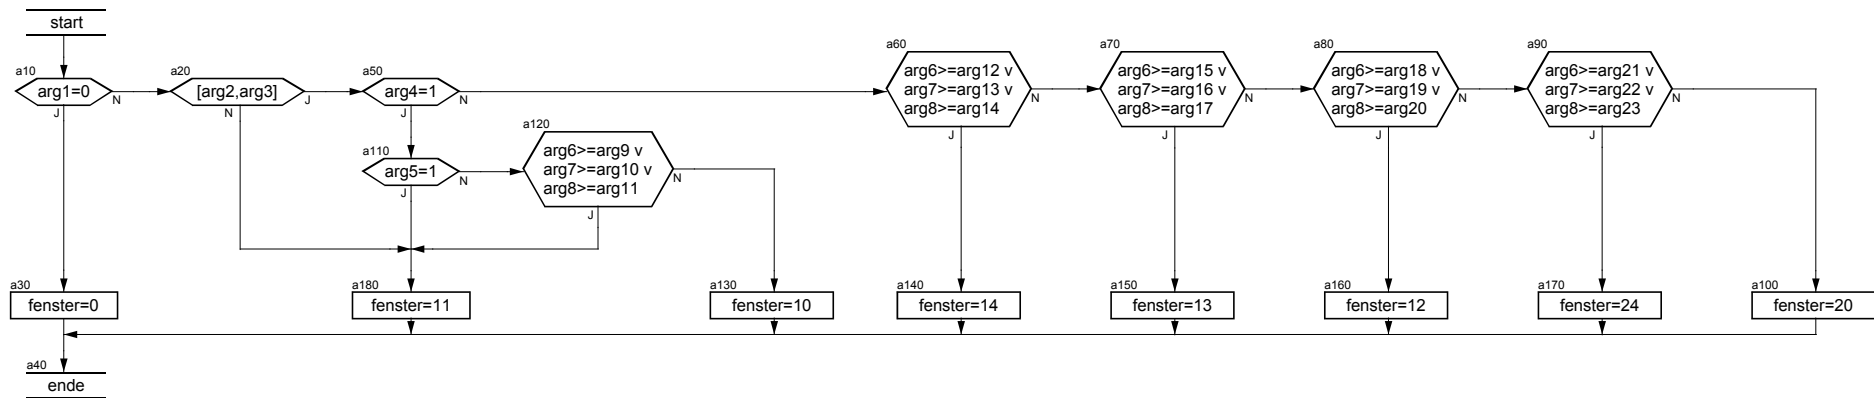 start
a10
arg1=0
N
J
a20
[arg2,arg3]
J
N
a50
arg4=1
N
J
a60
arg6>=arg12 v
arg7>=arg13 v
arg8>=arg14
N
J
a70
arg6>=arg15 v
arg7>=arg16 v
arg8>=arg17
N
J
a80
arg6>=arg18 v
arg7>=arg19 v
arg8>=arg20
N
J
a90
arg6>=arg21 v
arg7>=arg22 v
arg8>=arg23
N
J
a110
arg5=1
N
J
a120
arg6>=arg9 v
arg7>=arg10 v
arg8>=arg11
N
J
a30
fenster=0
a180
fenster=11
a130
fenster=10
a140
fenster=14
a150
fenster=13
a160
fenster=12
a170
fenster=24
a100
fenster=20
a40
ende